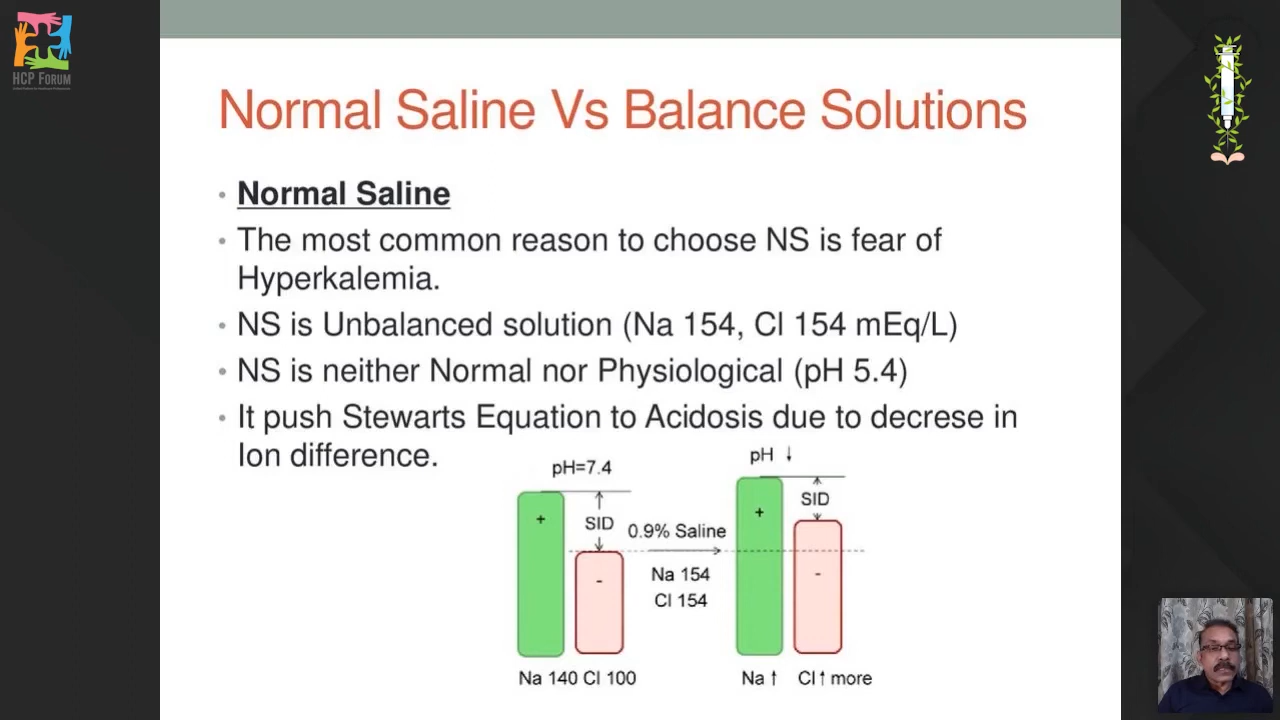 HCP FORUM
Normal Saline Vs Balance Solutions
• Normal Saline
• The most common reason to choose NS is fear of
Hyperkalemia.
• NS is Unbalanced solution (Na 154, Cl 154 mEq/L)
• NS is neither Normal nor Physiological (pH 5.4)
• It push Stewarts Equation to Acidosis due to decrese in
Ion difference.
pH=7.4
pH ↓
+
SID
-
0.9% Saline
Na 154
Cl 154
+
SID
-
Na 140 Cl 100
Na ↑ Cl ↑ more